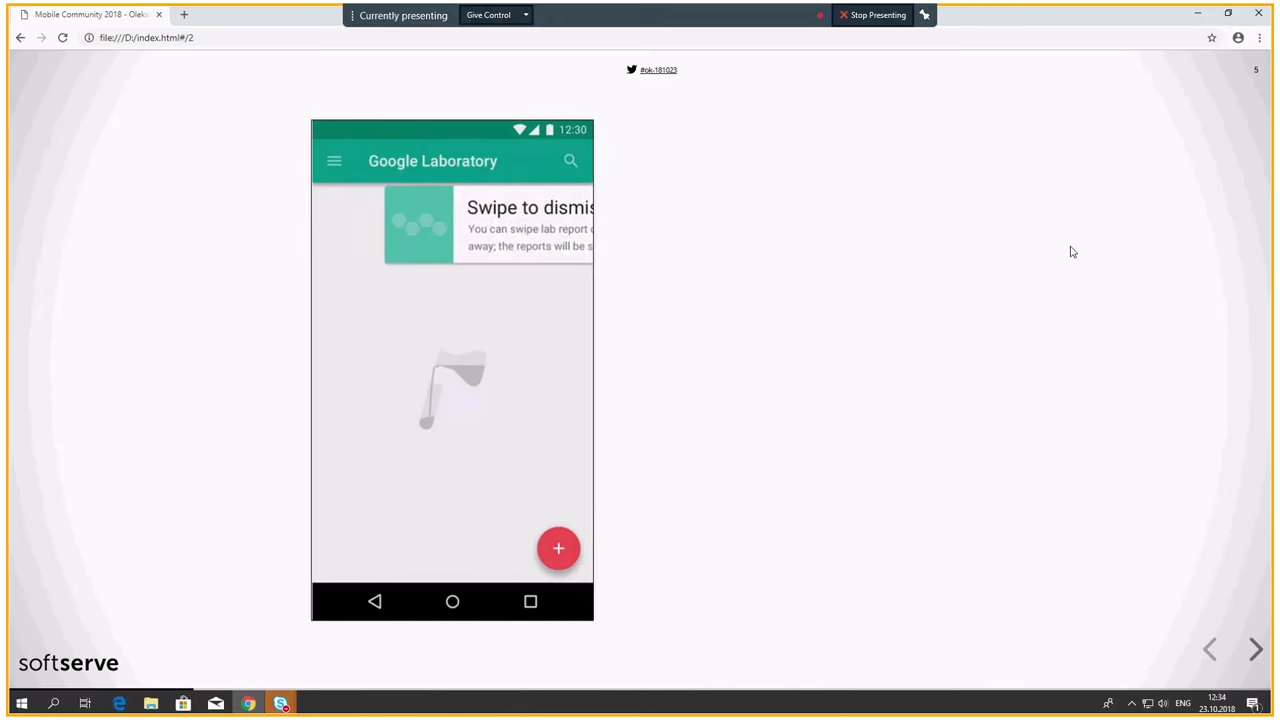 Mobile Community 2018 - Oleks
Currently presenting
Give Control
Stop Presenting
file:///D:/index.html#/2
#ok-181023
5
12:30
Google Laboratory
Swipe to dismis
You can swipe lab report
away; the reports will be s
softserve
ENG
12:34
23.10.2018
1